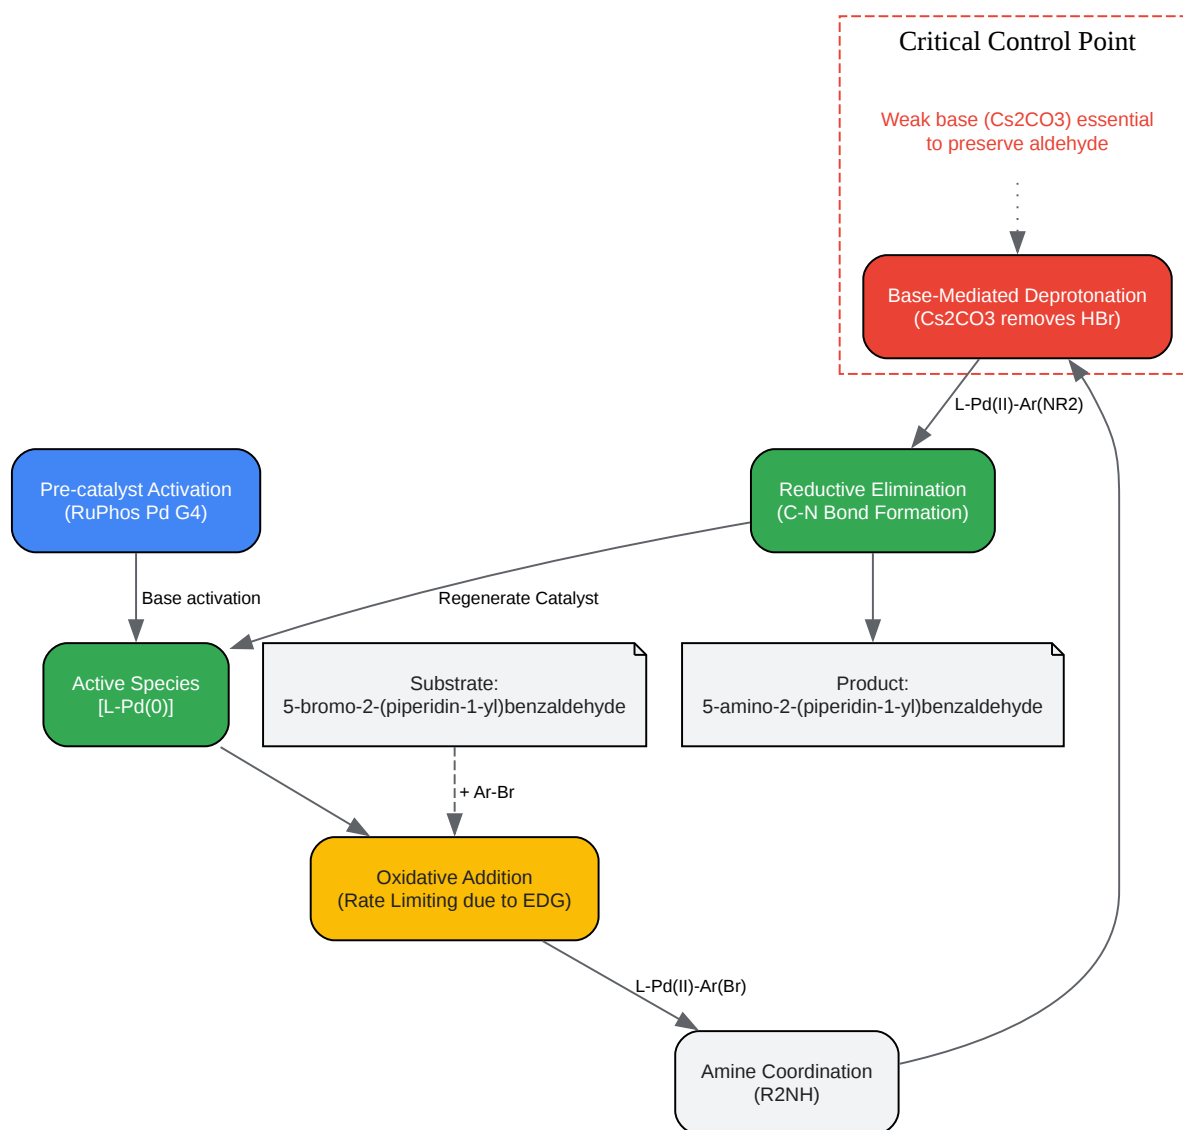 Critical Control Point
Weak base (Cs2CO3) essential
to preserve aldehyde
Base-Mediated Deprotonation
(Cs2CO3 removes HBr)
L-Pd(II)-Ar(NR2)
Pre-catalyst Activation
(RuPhos Pd G4)
Reductive Elimination
(C-N Bond Formation)
Base activation
Regenerate Catalyst
Active Species
[L-Pd(0)]
Substrate:
5-bromo-2-(piperidin-1-yl)benzaldehyde
Product:
5-amino-2-(piperidin-1-yl)benzaldehyde
+ Ar-Br
Oxidative Addition
(Rate Limiting due to EDG)
L-Pd(II)-Ar(Br)
Amine Coordination
(R2NH)